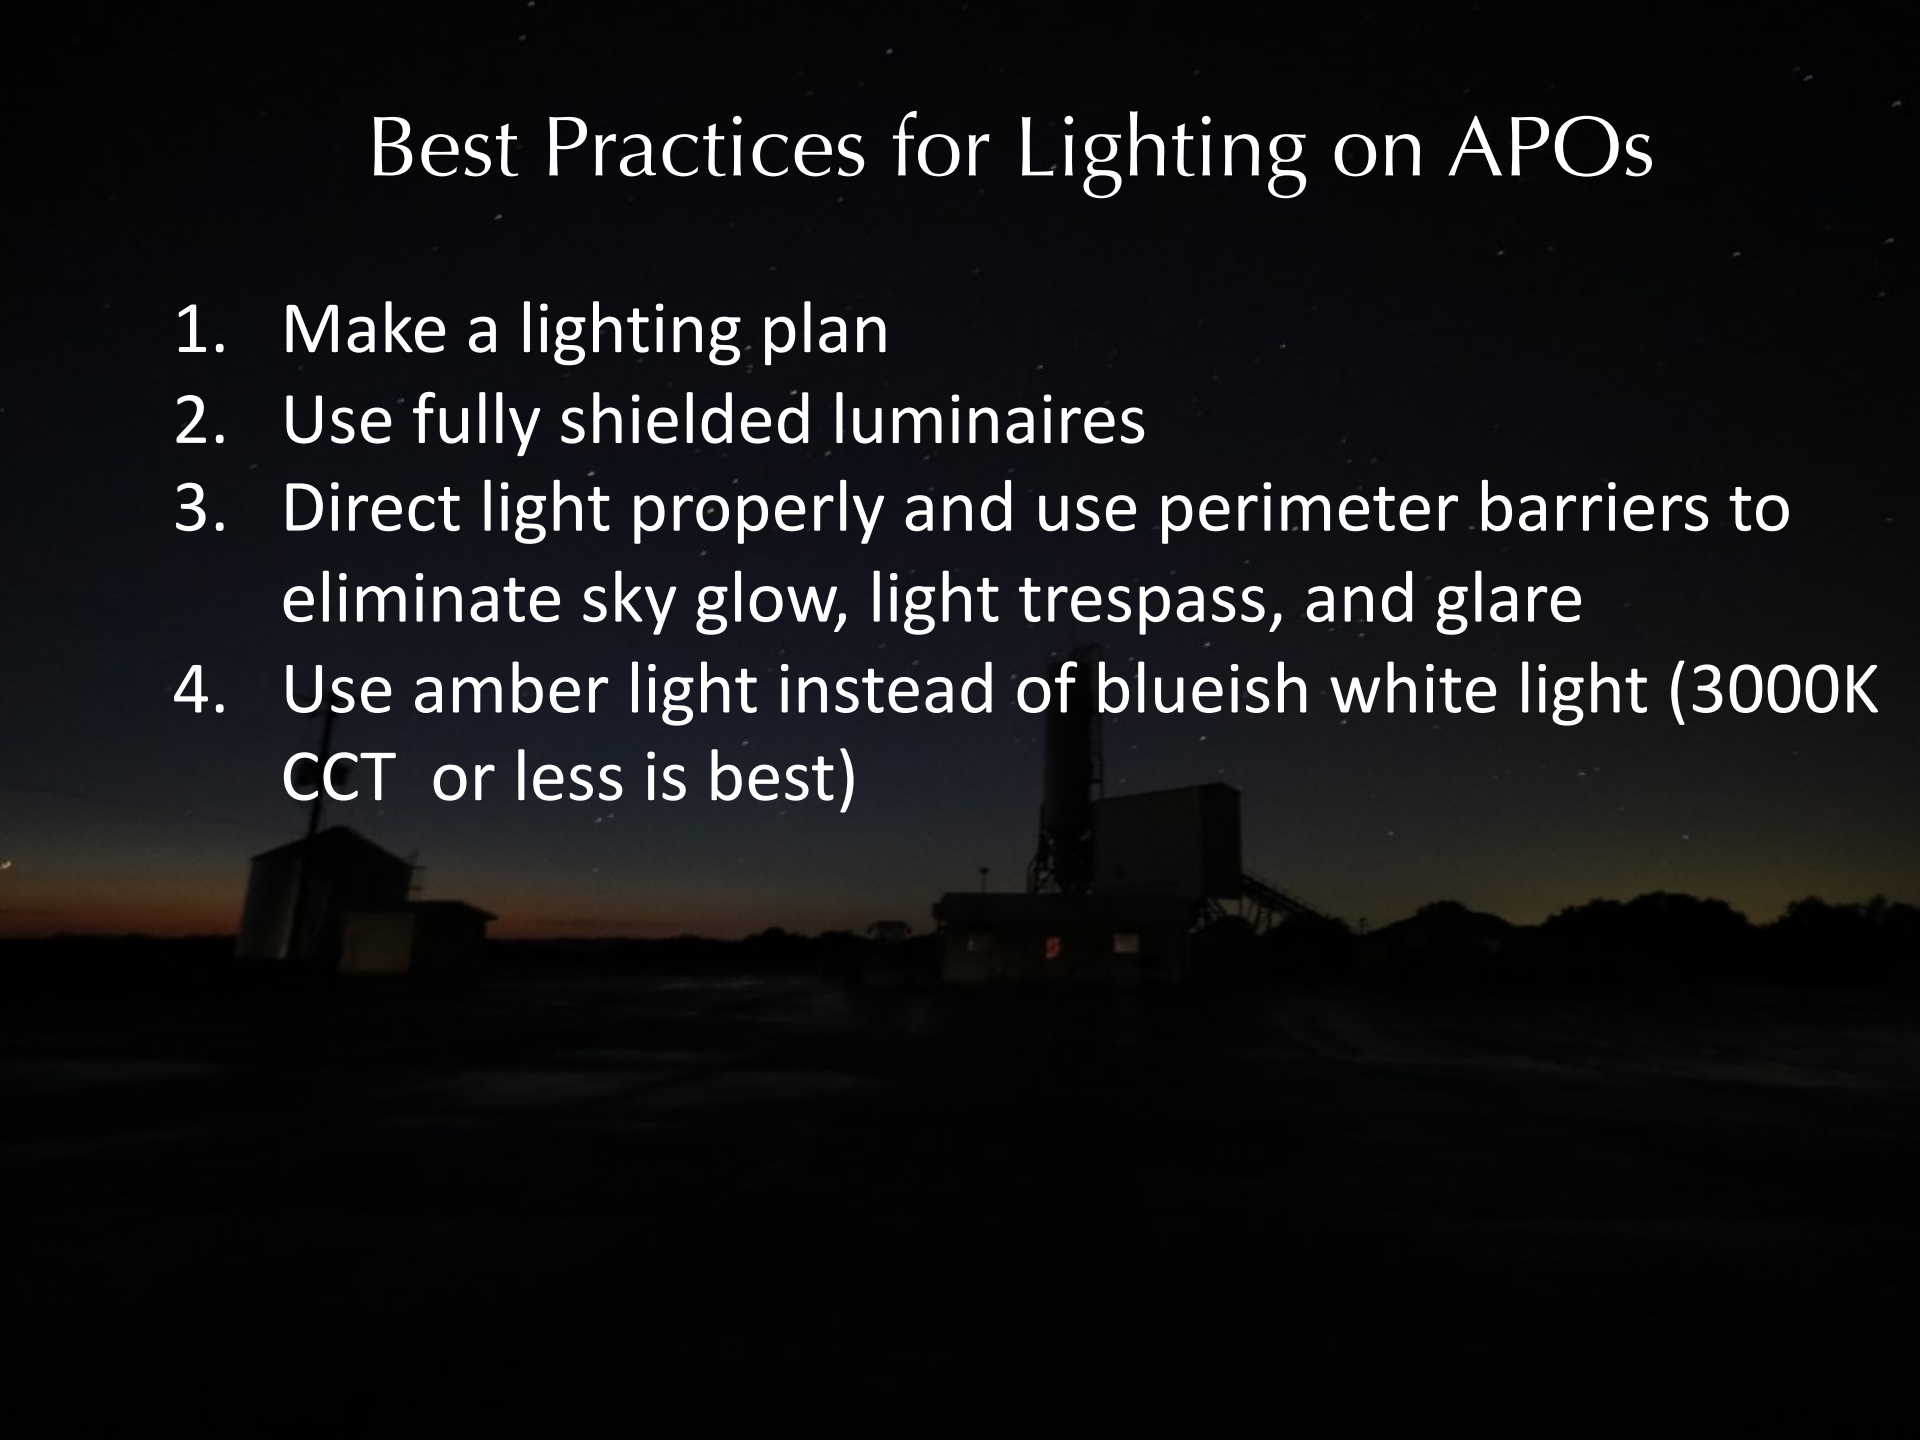 Best Practices for Lighting on APOs
1. Make a lighting plan
2. Use fully shielded luminaires
3. Direct light properly and use perimeter barriers to
eliminate sky glow, light trespass, and glare
4. Use amber light instead of blueish white light (3000K
CCT  or less is best)